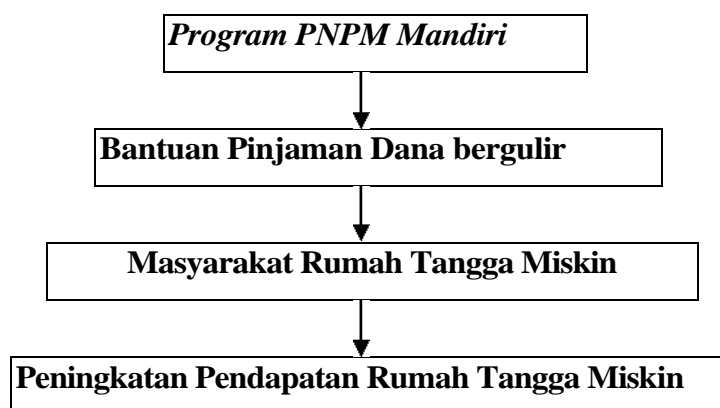 Program PNPM Mandiri
Bantuan Pinjaman Dana bergulir
Masyarakat Rumah Tangga Miskin
Peningkatan Pendapatan Rumah Tangga Miskin